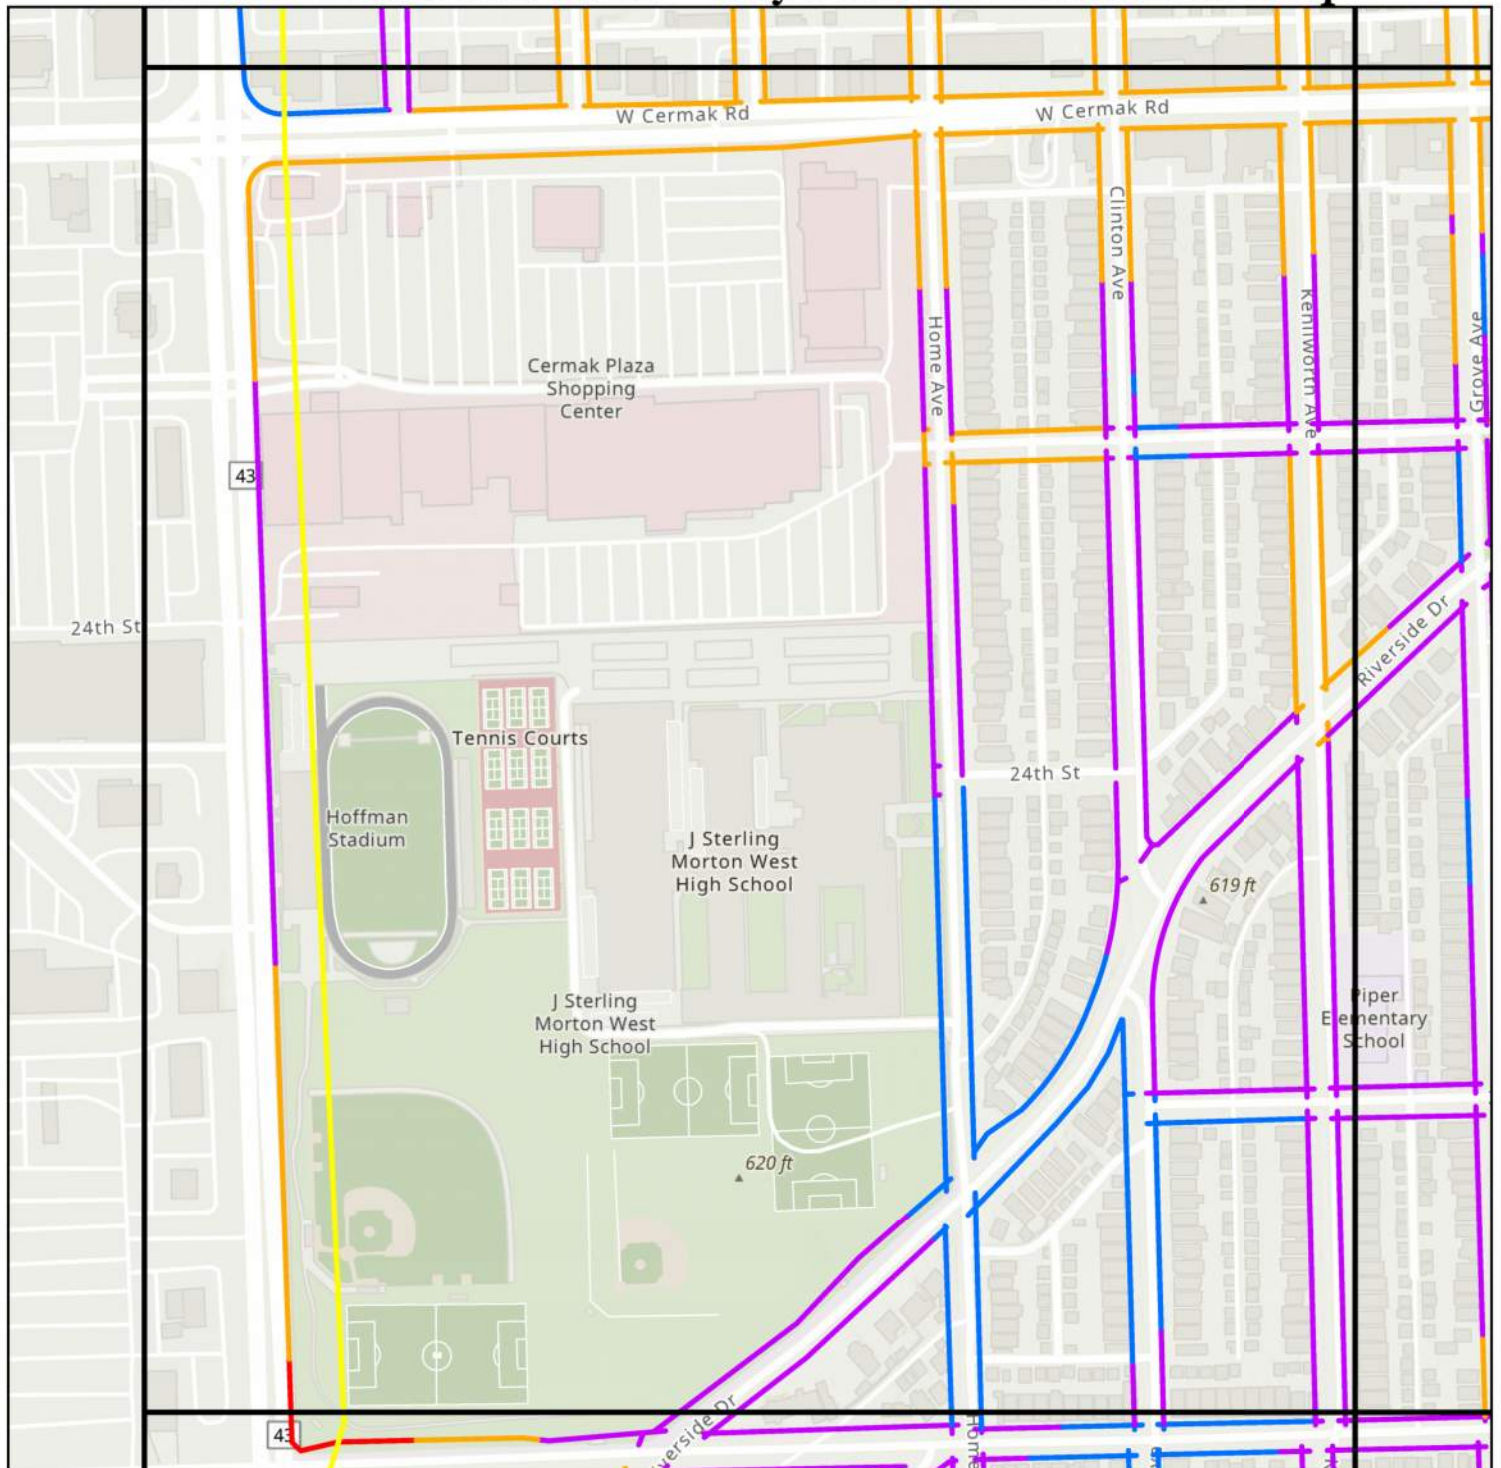 W Cermak Rd
W Cermak Rd
Clinton Ave
Kenilworth Ave
Grove Ave
Home Ave
Cermak Plaza
Shopping
Center
43
24th St
Riverside Dr
Tennis Courts
24th St
Hoffman
Stadium
J Sterling
Morton West
High School
619 ft
J Sterling
Morton West
High School
Piper
Elementary
School
620 ft
43
verside Dr
Home